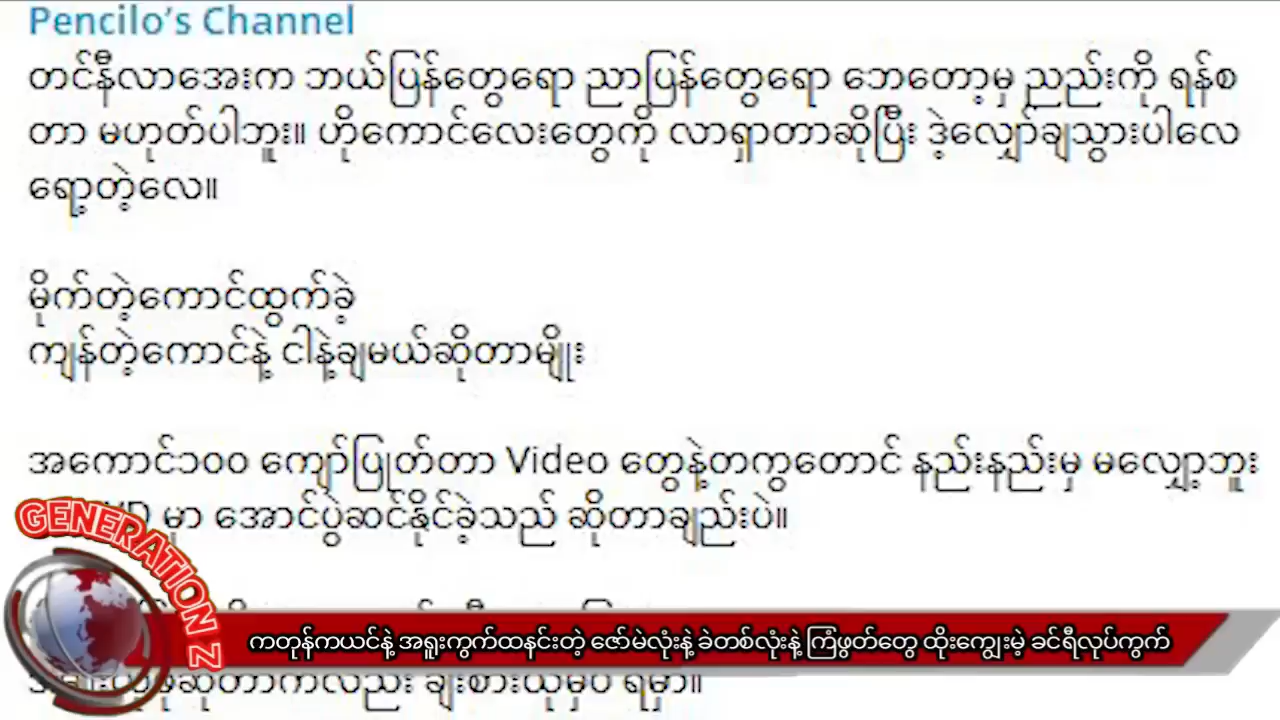 Pencilo’s Channel
တင်နီလာအေးက ဘယ်ပြန်တွေရော ညာပြန်တွေရော ဘေတော့မှ ညည်းကို ရန်စ
တာ မဟုတ်ပါဘူး။ ဟိုကောင်လေးတွေကို လာရှာတာဆိုပြီး ဒဲ့လျှော်ချသွားပါလေ
ရော့တဲ့လေ။
မိုက်တဲ့ကောင်ထွက်ခဲ့
ကျန်တဲ့ကောင်နဲ့ ငါနဲ့ချမယ်ဆိုတာမျိုး
အကောင်၁၀၀ ကျော်ပြုတ်တာ Video တွေနဲ့တကွတောင် နည်းနည်းမှ မလျှော့ဘူး
မှာ အောင်ပွဲဆင်နိုင်ခဲ့သည် ဆိုတာချည်းပဲ။
GENERATION Z
ကတုန်ကယင်နဲ့ အရူးကွက်ထနင်းတဲ့ ဇော်မဲလုံးနဲ့ ခဲတစ်လုံးနဲ့ ကြံဖွတ်တွေ ထိုးကျွေးမဲ့ ခင်ရီလုပ်ကွက်
ချီးစားယုံမှပဲ ရမှာ။